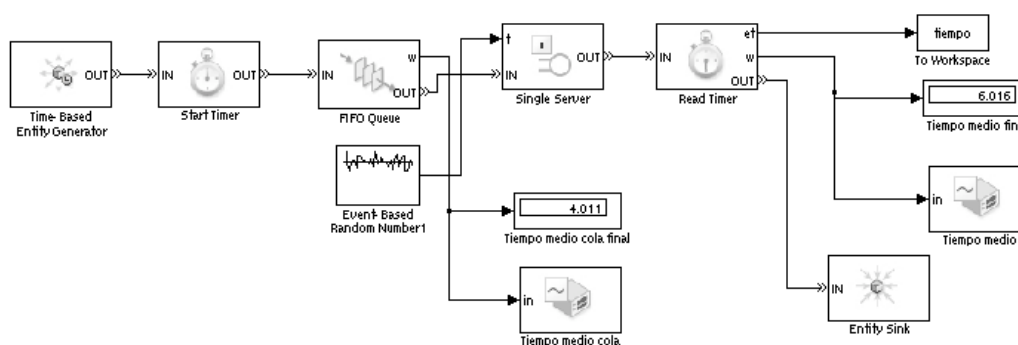 OUT
Time-Based
Entity Generator
IN
OUT
Start Timer
IN
w
OUT
FIFO Queue
t
IN
OUT
Single Server
IN
et
w
OUT
Read Timer
tiempo
To Workspace
6.016
Tiempo medio fin
Event-Based
Random Number1
4.011
Tiempo medio cola final
in
Tiempo medio cola
in
Tiempo medio
IN
Entity Sink